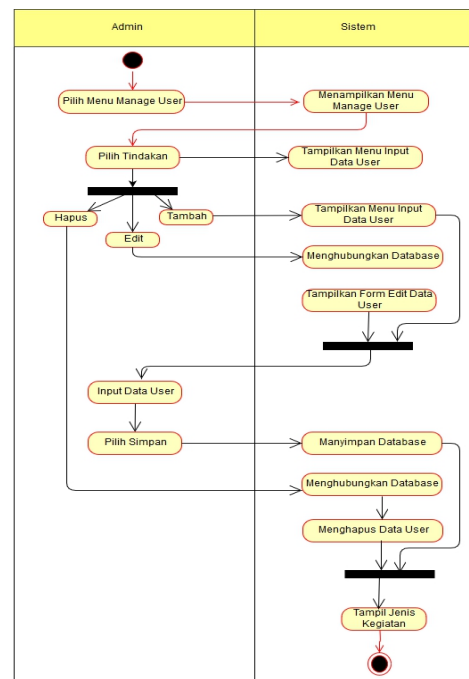 Admin
Sistem
Pilih Menu Manage User
Menampilkan Menu
Manage User
Pilih Tindakan
Tampilkan Menu Input
Data User
Hapus
Edit
Tambah
Tampilkan Menu Input
Data User
Menghubungkan Database
Tampilkan Form Edit Data
User
Input Data User
Pilih Simpan
Manyimpan Database
Menghubungkan Database
Menghapus Data User
Tampil Jenis
Kegiatan